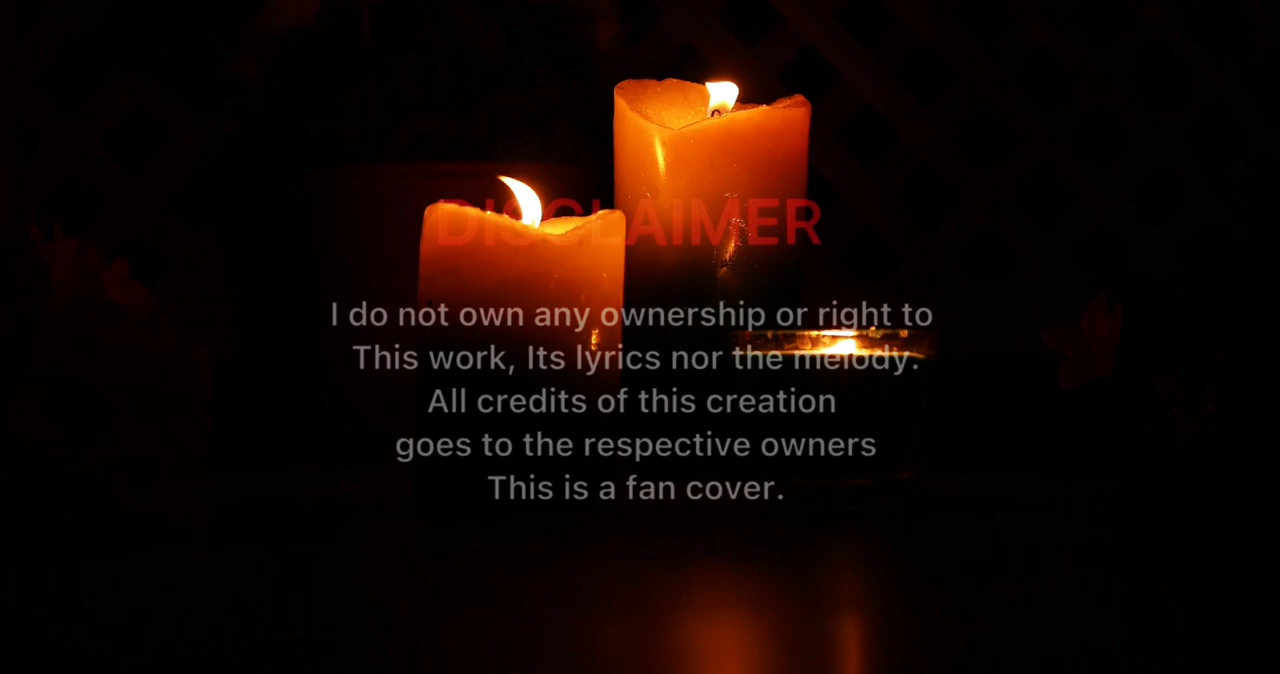 DISCLAIMER
I do not own any ownership or right to
This work, Its lyrics nor the melody.
All credits of this creation
goes to the respective owners
This is a fan cover.